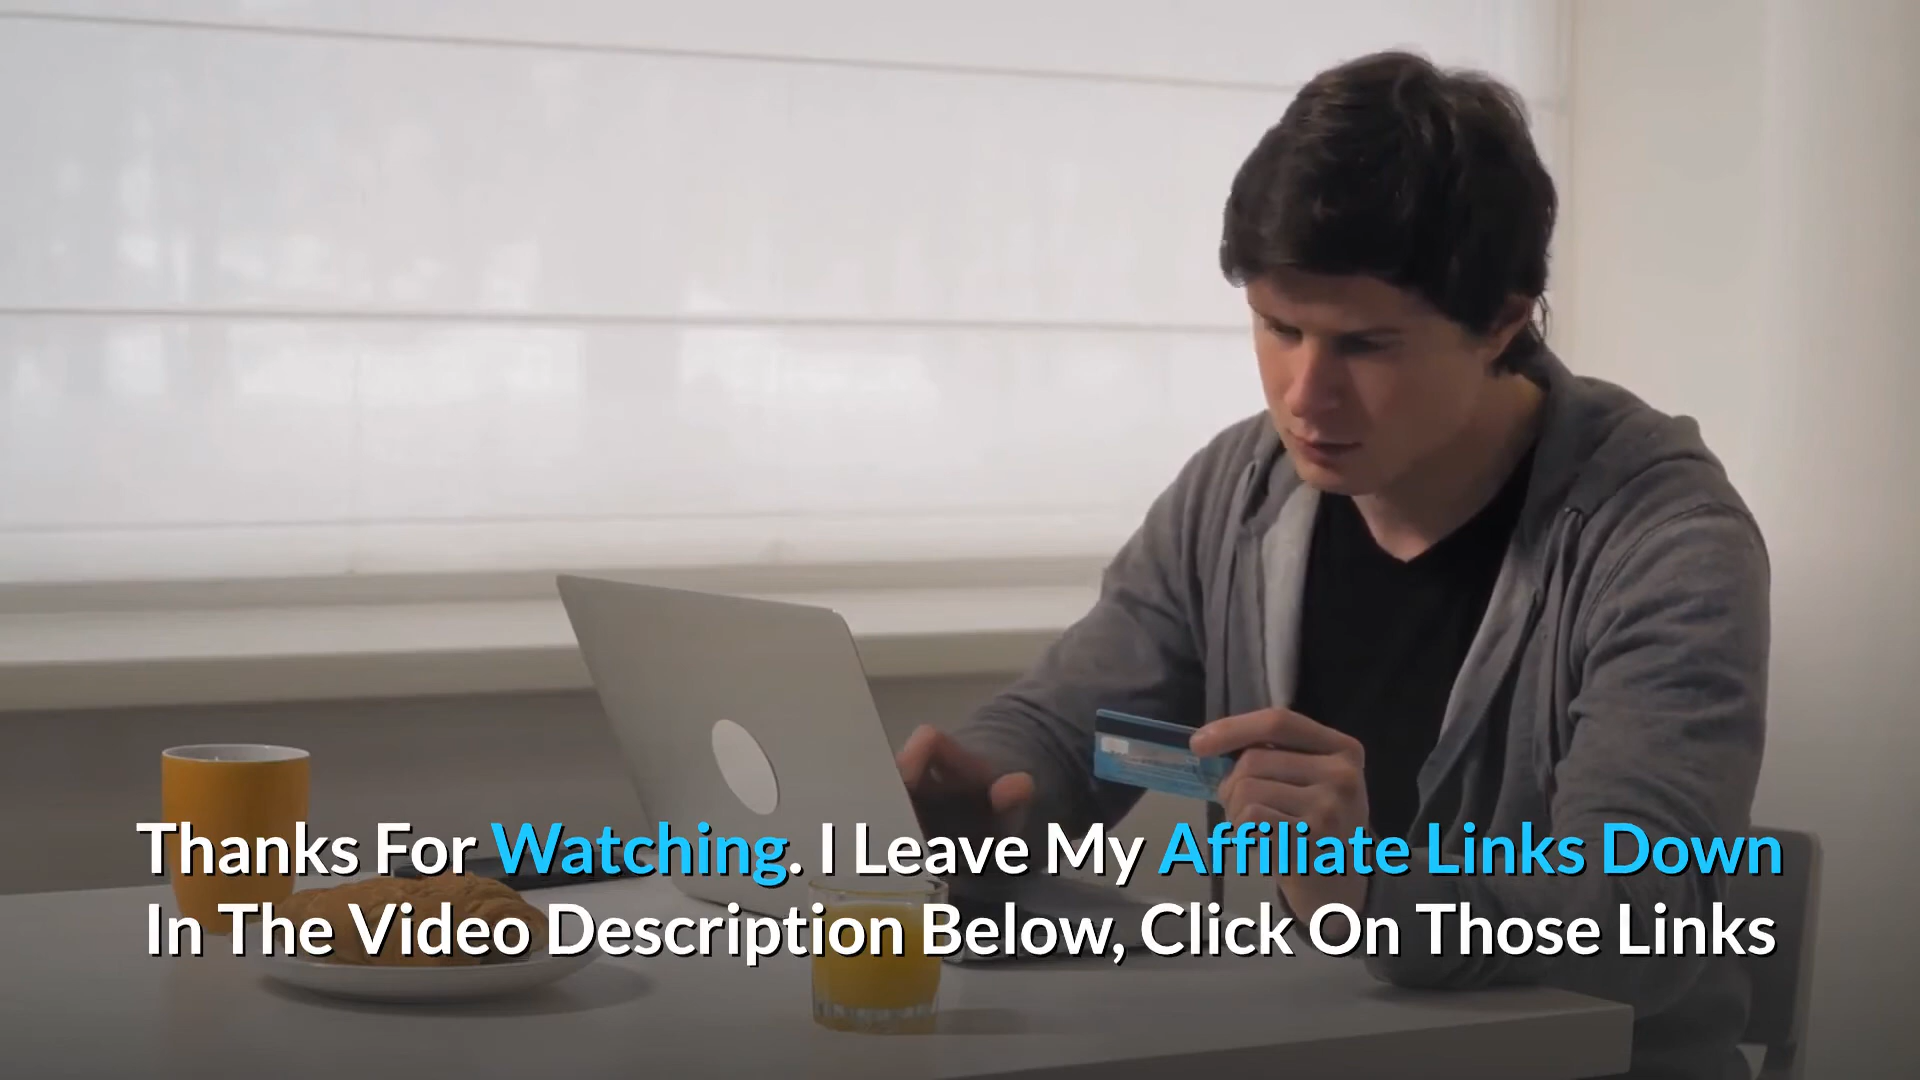 Thanks For Watching. I Leave My Affiliate Links Down
In The Video Description Below, Click On Those Links